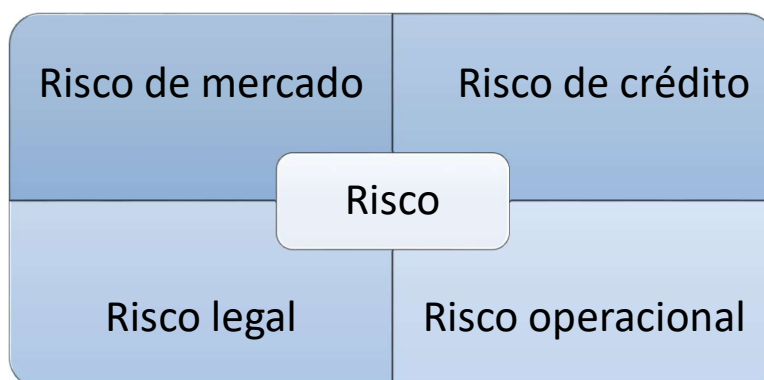 Risco de mercado
Risco de crédito
Risco
Risco legal
Risco operacional